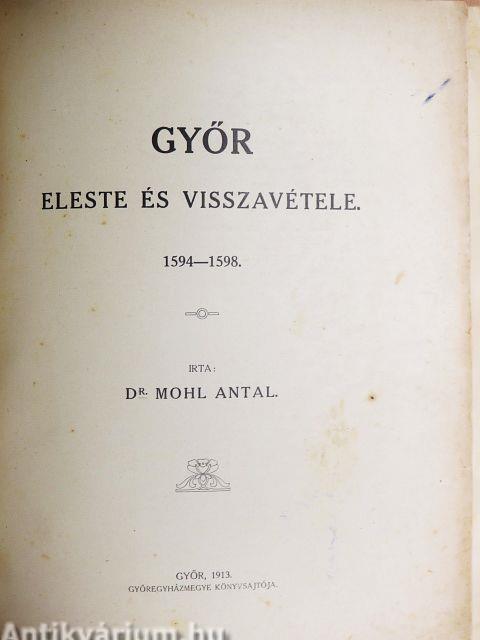 GYŐR
ELESTE ÉS VISSZAVÉTELE.
1594—1598.
IRTA:
DR. MOHL ANTAL.
GYŐR, 1913.
GYŐREGYHÁZMEGYE KÖNYVSAJTÓJA.
Antikvárium.hu